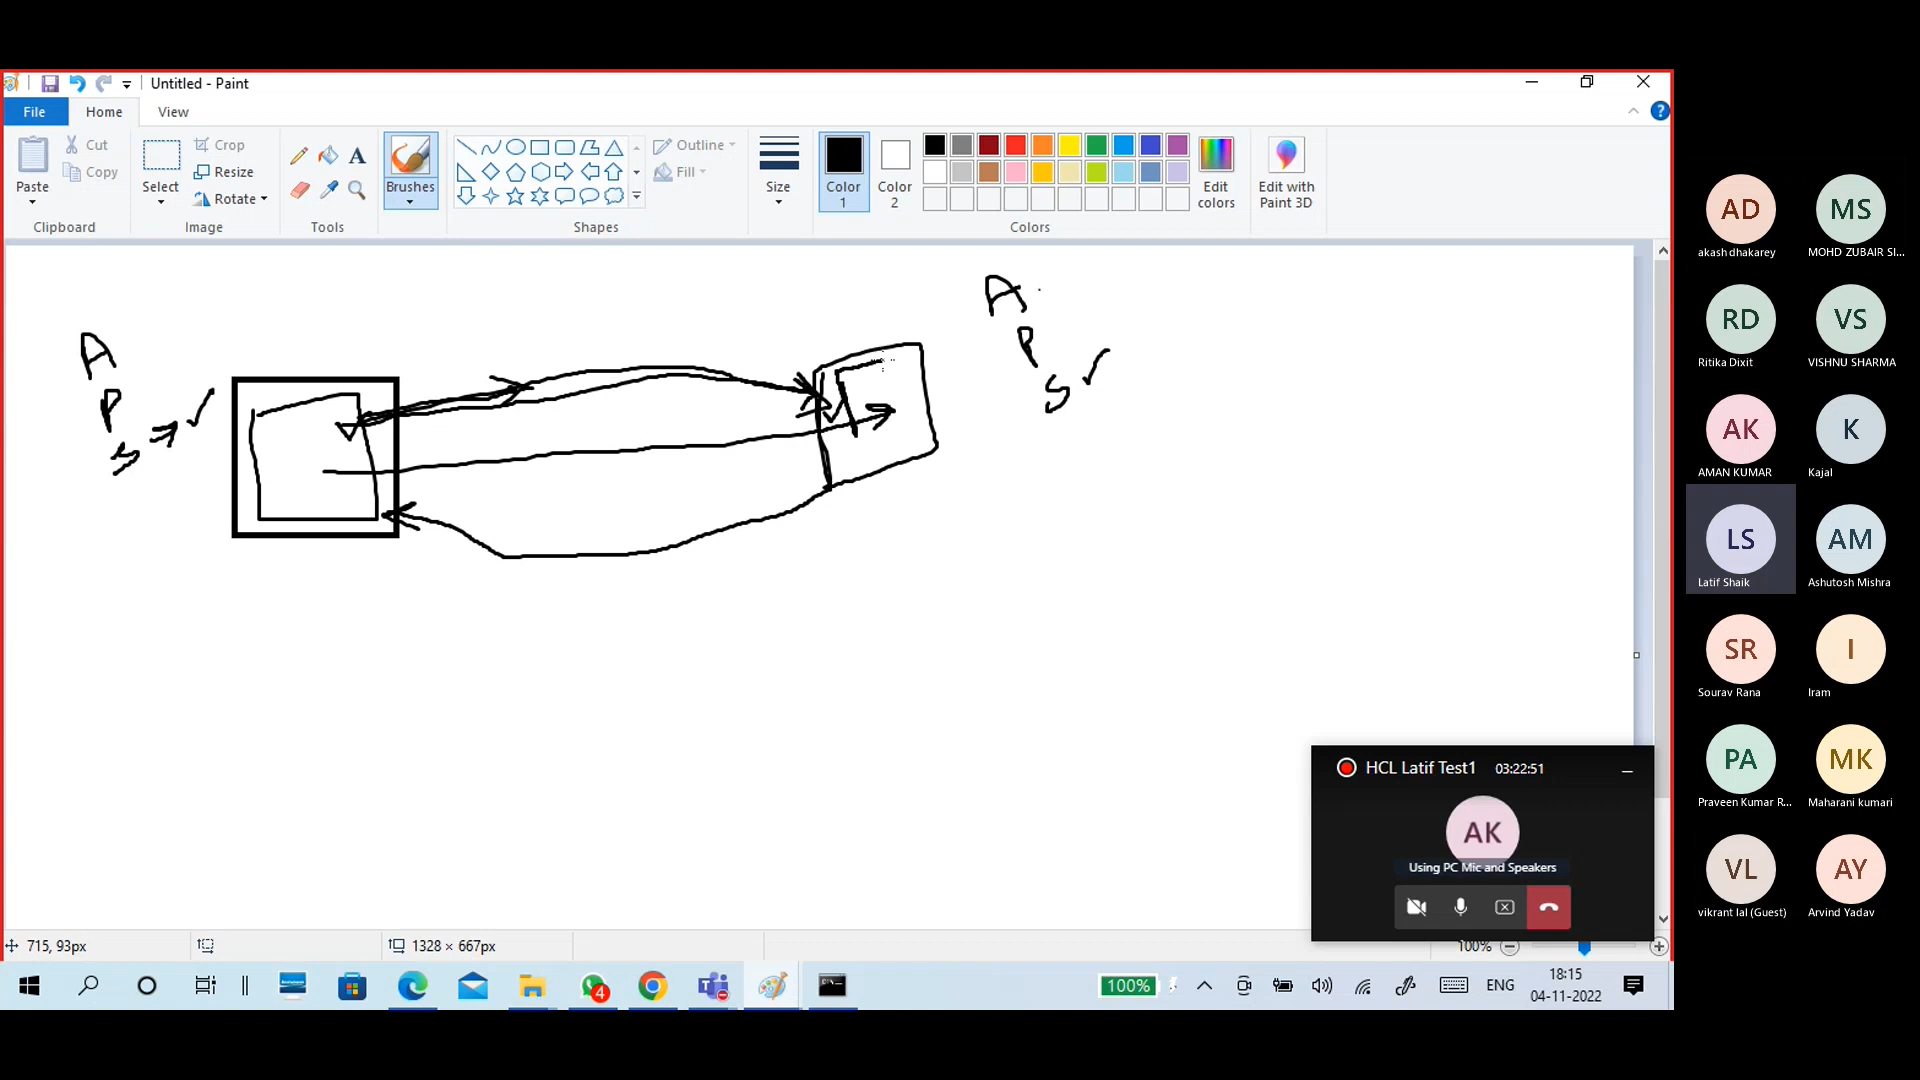 Untitled - Paint
File Home View
Paste
Cut
Copy
Clipboard
Select
Crop
Resize
Rotate
Image
A
Tools
Brushes
Shapes
Outline
Fill
Size
Color 1
Color 2
Edit colors
Edit with Paint 3D
Colors
A
P
S
A
P
S
AD
akash dhakarey
MS
MOHD ZUBAIR SI...
RD
Ritika Dixit
VS
VISHNU SHARMA
AK
AMAN KUMAR
K
Kajal
LS
Latif Shaik
AM
Ashutosh Mishra
SR
Sourav Rana
I
Iram
PA
Praveen Kumar R...
MK
Maharani kumari
VL
vikrant lal (Guest)
AY
Arvind Yadav
HCL Latif Test1 03:22:51
AK
Using PC Mic and Speakers
715, 93px
1328 × 667px
100%
4
100%
ENG
18:15
04-11-2022